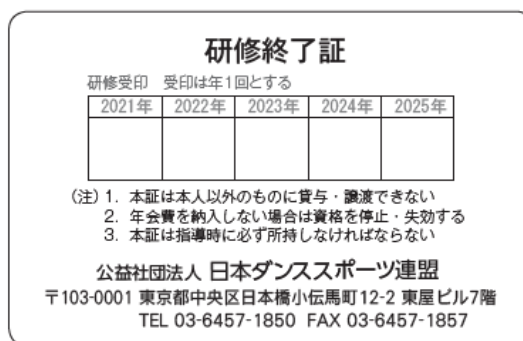 研修終了証
研修受印 受印は年1回とする
2021年 2022年 2023年 2024年 2025年
(注) 1. 本証は本人以外のものに貸与・譲渡できない
2. 年会費を納入しない場合は資格を停止・失効する
3. 本証は指導時に必ず所持しなければならない
公益社団法人 日本ダンススポーツ連盟
〒103-0001 東京都中央区日本橋小伝馬町12-2 東屋ビル7階
TEL 03-6457-1850 FAX 03-6457-1857